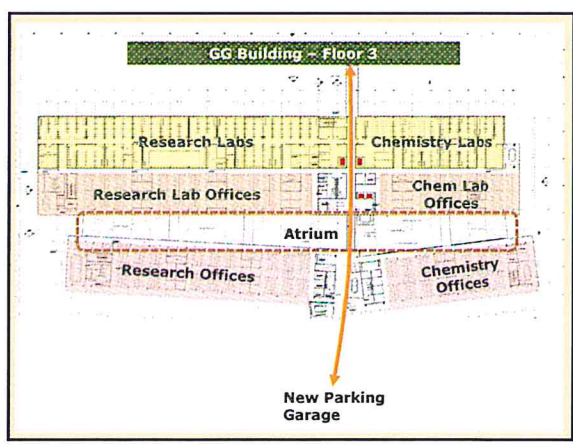 GG Building – Floor 3
Research Labs
Chemistry Labs
Research Lab Offices
Chem Lab
Offices
Atrium
Research Offices
Chemistry
Offices
New Parking
Garage